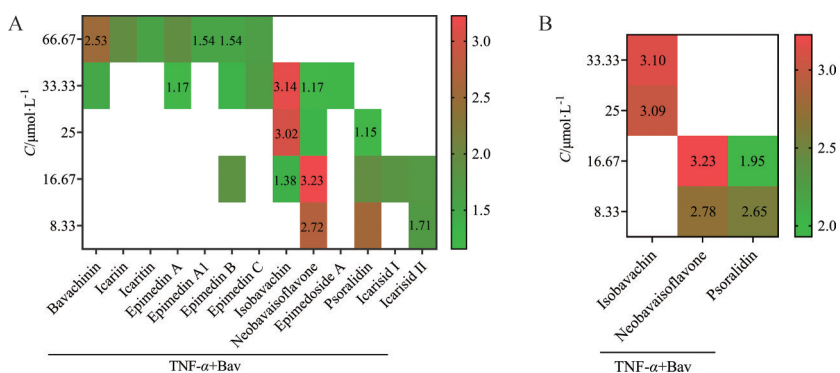 A
C/μmol·L⁻¹
66.67
33.33
25
16.67
8.33
2.53 1.54 1.54
1.17 3.14 1.17
3.02 1.15
1.38 3.23
2.72 1.71
3.0
2.5
2.0
1.5
Bavachinin
Icariin
Icaritin
Epimedin A
Epimedin A1
Epimedin B
Epimedin C
Isobavachin
Neobavaisoflavone
Epimedoside A
Psoralidin
Icarisid I
Icarisid II
TNF-α+Bav
B
C/μmol·L⁻¹
33.33
25
16.67
8.33
3.10
3.09
3.23 1.95
2.78 2.65
3.0
2.5
2.0
Isobavachin
Neobavaisoflavone
Psoralidin
TNF-α+Bav